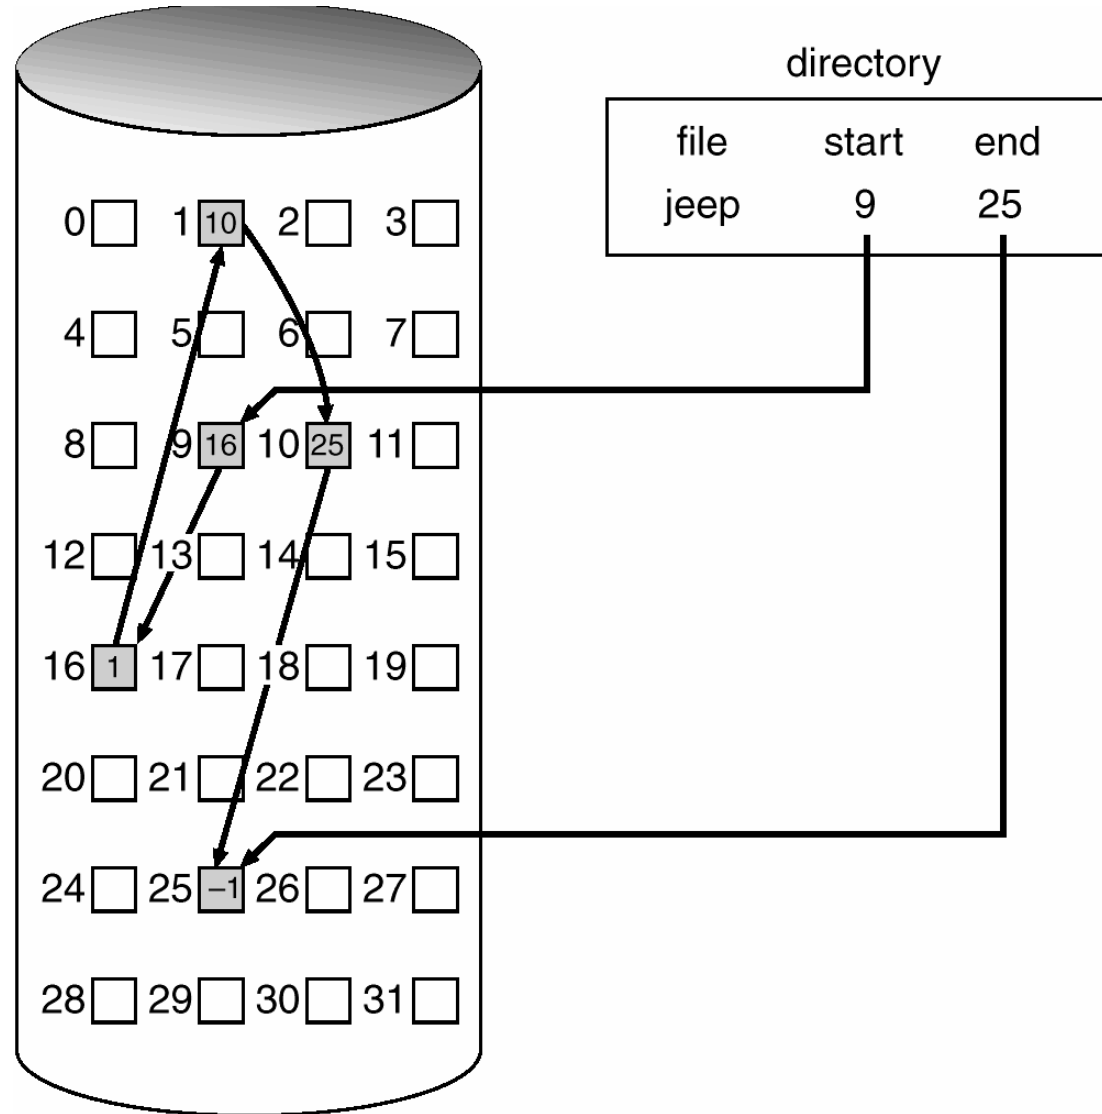 directory
file start end
jeep 9 25
0 1 10 2 3
4 5 6 7
8 9 16 10 25 11
12 13 14 15
16 1 17 18 19
20 21 22 23
24 25 –1 26 27
28 29 30 31